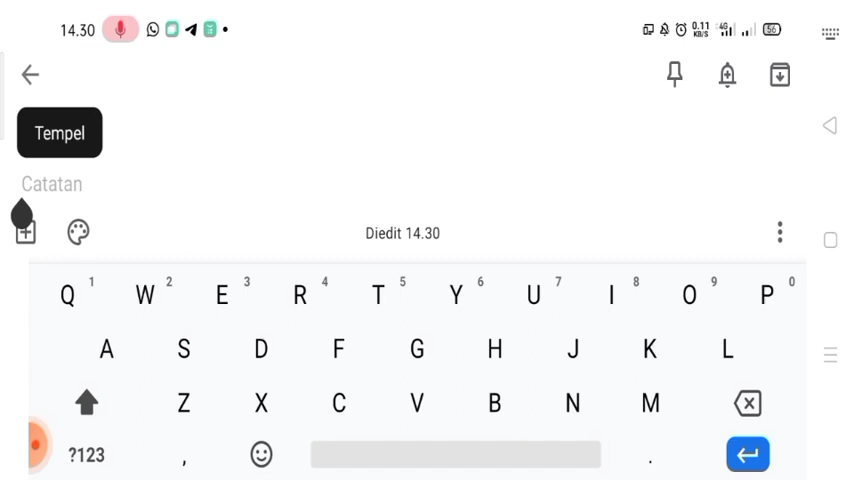 14.30 0.11 KB/S 4G 56
Tempel
Catatan
Diedit 14.30
Q 1 W 2 E 3 R 4 T 5 Y 6 U 7 I 8 O 9 P 0
A S D F G H J K L
Z X C V B N M
?123 , .